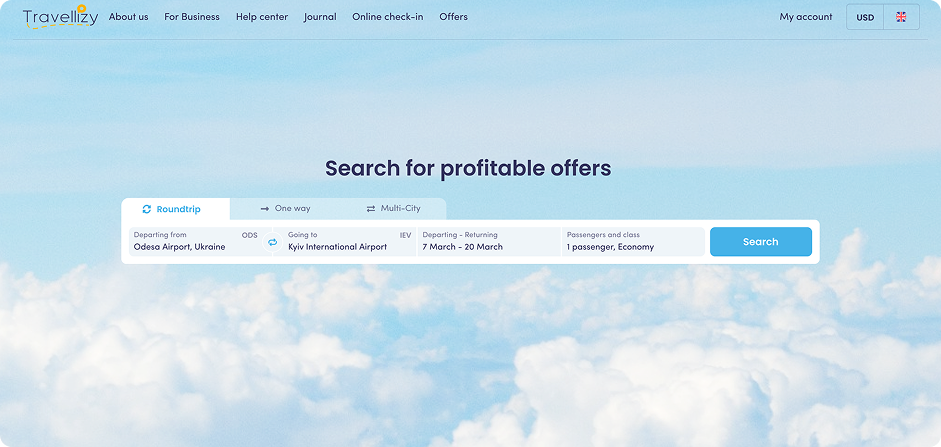 Travellizy About us For Business Help center Journal Online check-in Offers My account USD
Search for profitable offers
Roundtrip One way Multi-City
Departing from ODS Going to IEV Departing - Returning Passengers and class
Odesa Airport, Ukraine Kyiv International Airport 7 March - 20 March 1 passenger, Economy
Search